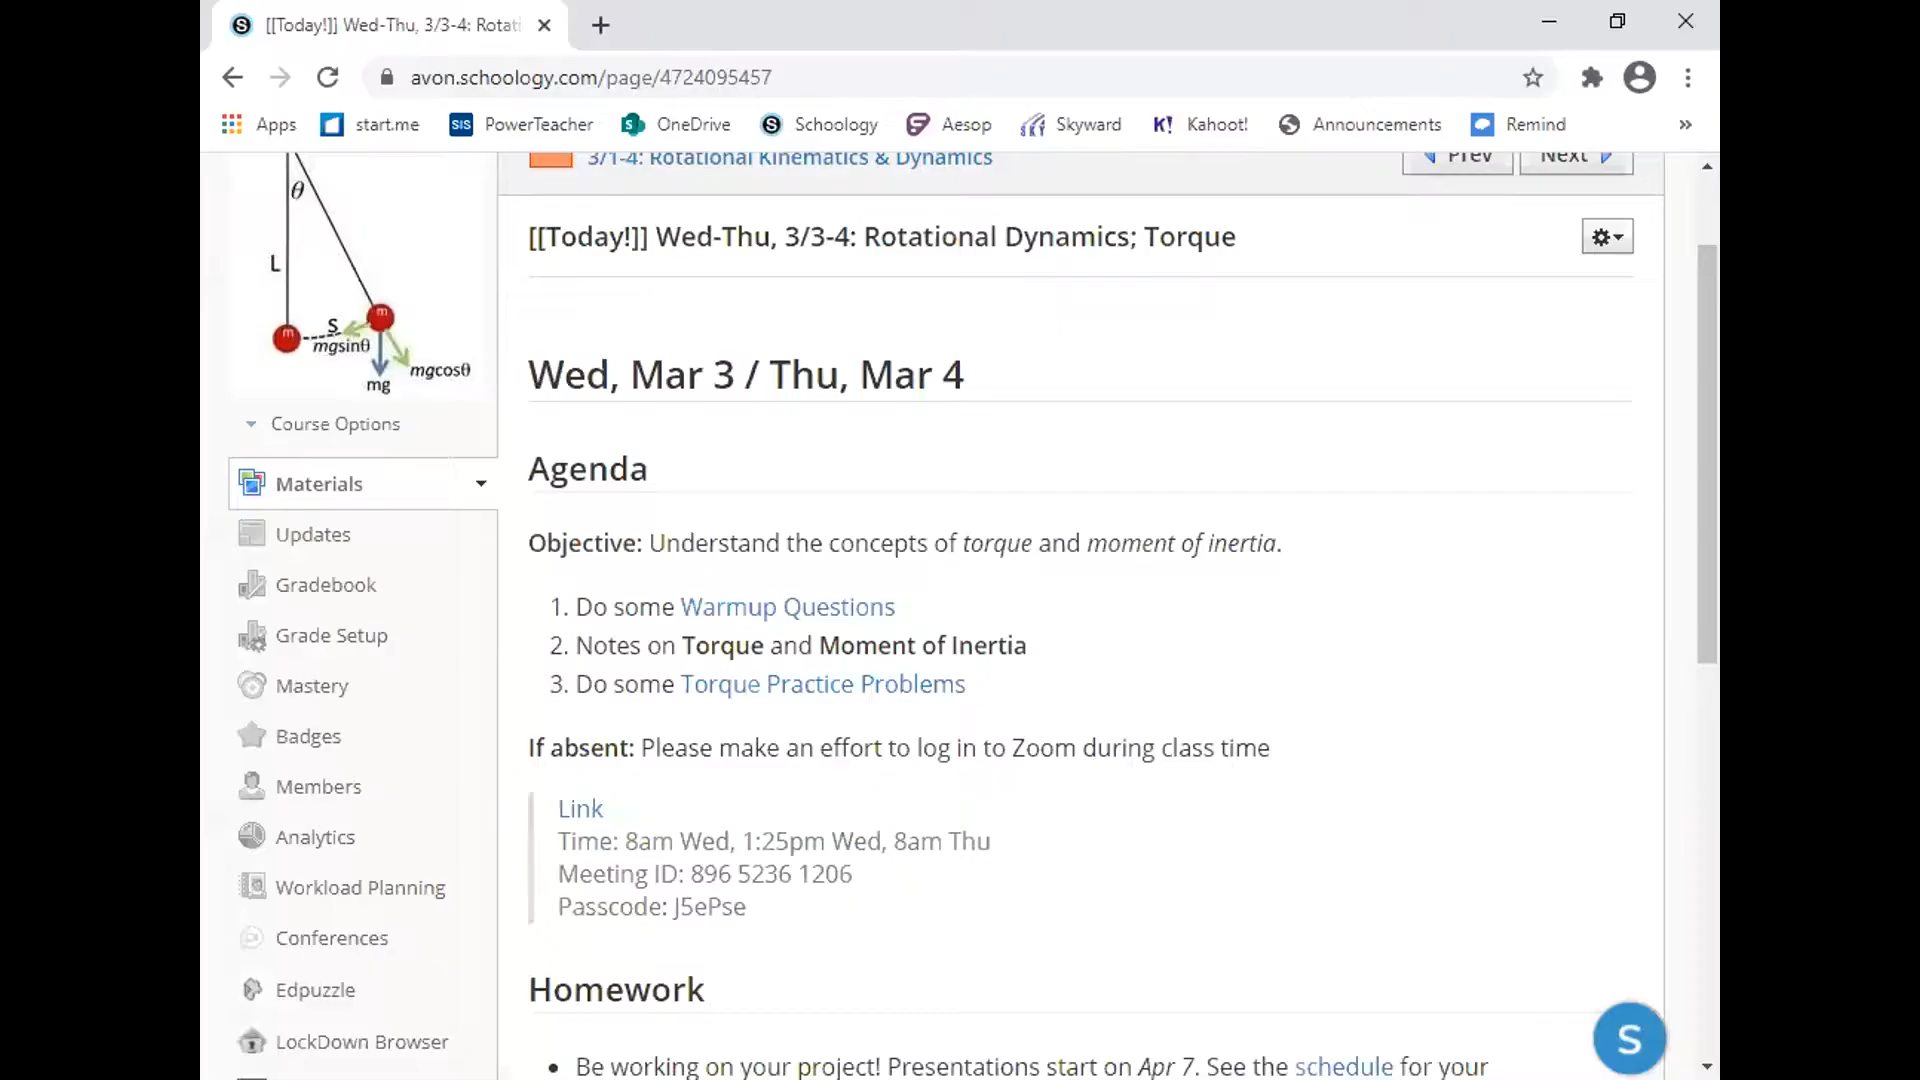 [[Today!]] Wed-Thu, 3/3-4: Rotati
avon.schoology.com/page/4724095457
Apps start.me SIS PowerTeacher OneDrive Schoology Aesop Skyward K! Kahoot! Announcements Remind »
3/1-4: Rotational Kinematics & Dynamics
Prev Next
θ
L
m
m
S
mgsinθ
mgcosθ
mg
Course Options
Materials
Updates
Gradebook
Grade Setup
Mastery
Badges
Members
Analytics
Workload Planning
Conferences
Edpuzzle
LockDown Browser
[[Today!]] Wed-Thu, 3/3-4: Rotational Dynamics; Torque
Wed, Mar 3 / Thu, Mar 4
Agenda
Objective: Understand the concepts of torque and moment of inertia.
1. Do some Warmup Questions
2. Notes on Torque and Moment of Inertia
3. Do some Torque Practice Problems
If absent: Please make an effort to log in to Zoom during class time
Link
Time: 8am Wed, 1:25pm Wed, 8am Thu
Meeting ID: 896 5236 1206
Passcode: J5ePse
Homework
• Be working on your project! Presentations start on Apr 7. See the schedule for your
S